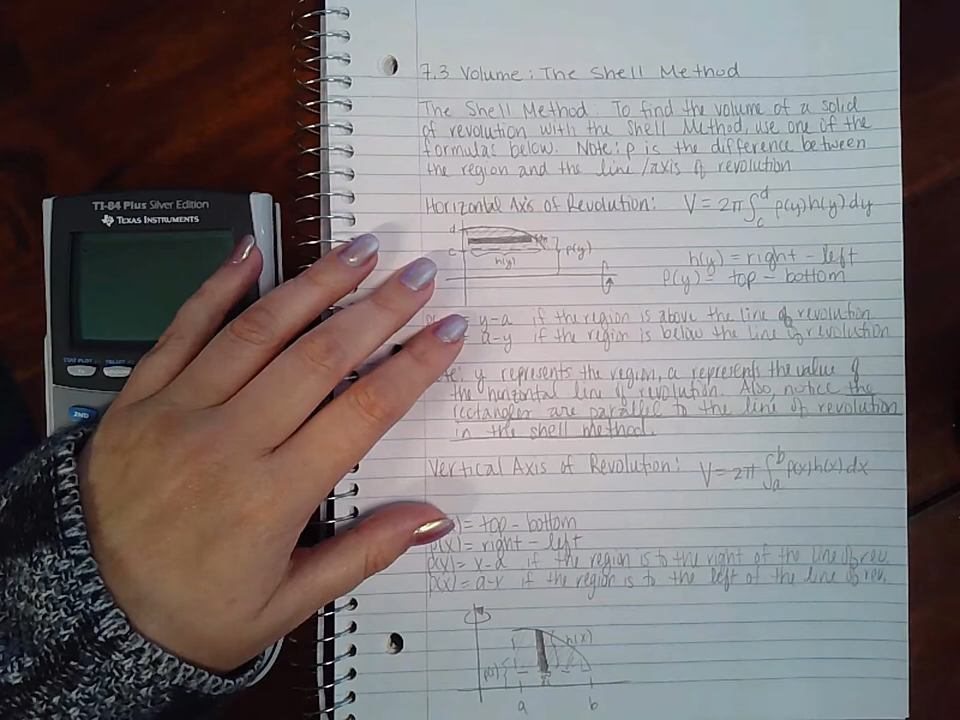 7.3 Volume: The Shell Method
The Shell Method: To find the volume of a solid
of revolution with the Shell Method, use one of the
formulas below. Note: p is the difference between
the region and the line/axis of revolution
Horizontal Axis of Revolution: V = 2π∫_c^d p(y)h(y)dy
d
c
h(y)
p(y)
h(y) = right - left
p(y) = top - bottom
y-a if the region is above the line of revolution
a-y if the region is below the line of revolution
y represents the region, a represents the value of
the horizontal line of revolution. Also, notice the
rectangles are parallel to the line of revolution
in the shell method.
Vertical Axis of Revolution: V = 2π∫_a^b p(x)h(x)dx
= top - bottom
p(x) = right - left
p(x) = x-a if the region is to the right of the line of rev.
p(x) = a-x if the region is to the left of the line of rev.
h(x)
a
b
TI-84 Plus Silver Edition
TEXAS INSTRUMENTS
STAT PLOT
2ND